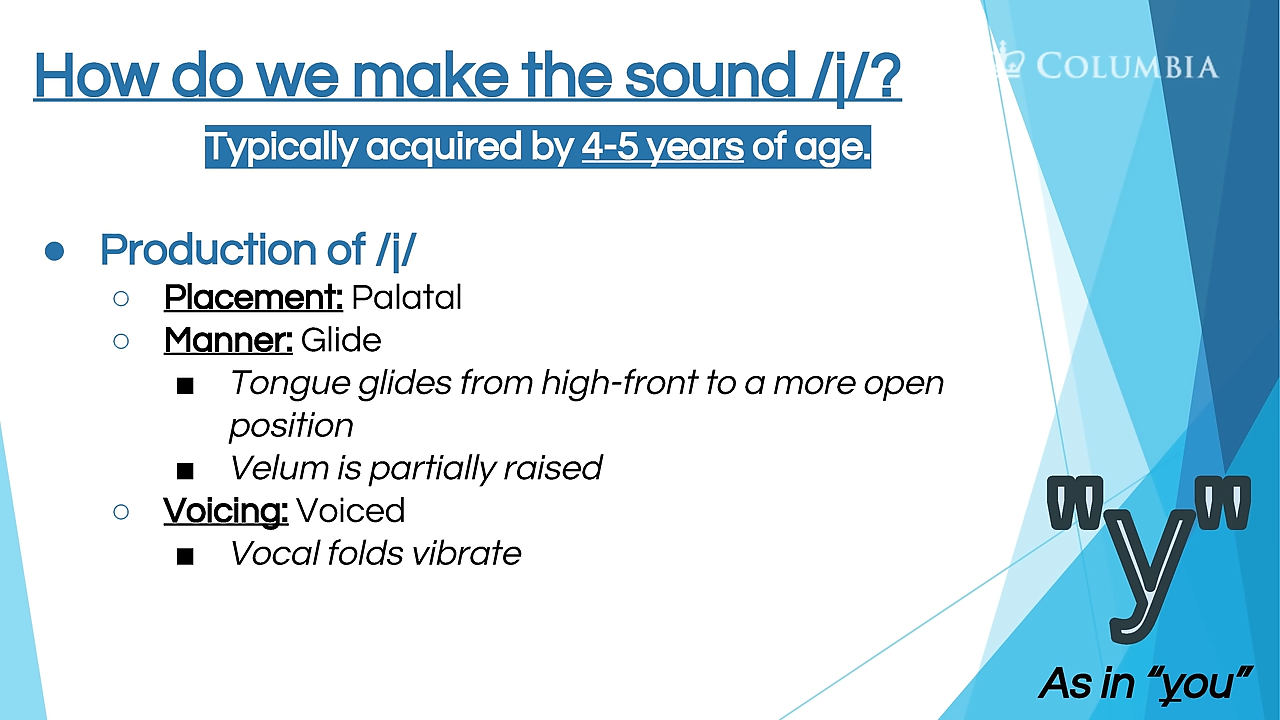 How do we make the sound /j/?
COLUMBIA
Typically acquired by 4-5 years of age.
● Production of /j/
○ Placement: Palatal
○ Manner: Glide
■ Tongue glides from high-front to a more open
position
■ Velum is partially raised
○ Voicing: Voiced
■ Vocal folds vibrate
"y"
As in “you”